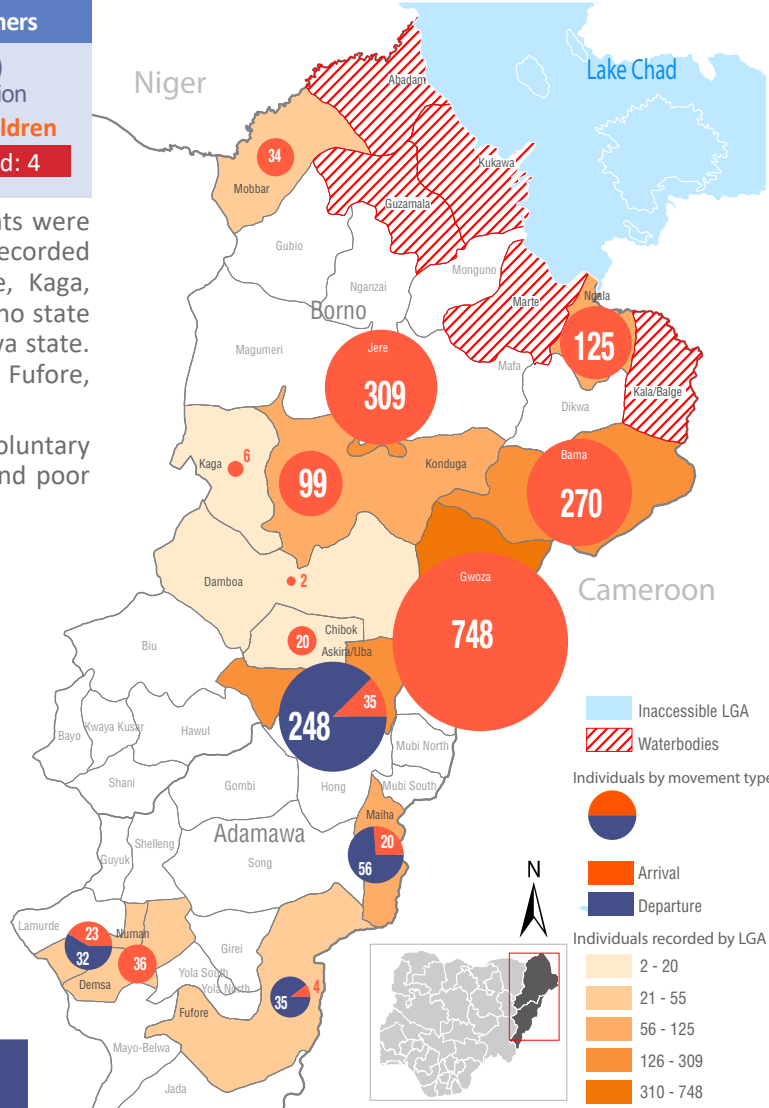 Niger
Lake Chad
Abadam
Kukawa
34
Mobbar
Guzamala
Gubio
Monguno
Nganzai
Ngala
Borno
Marte
125
Magumeri
Jere
Mafa
309
Dikwa
Kala/Balge
Kaga
6
99
Konduga
Bama
270
Damboa
2
Gwoza
Cameroon
748
20
Chibok
Askira/Uba
Biu
248
35
Bayo
Kwaya Kusar
Hawul
Mubi North
Shani
Gombi
Hong
Mubi South
Maiha
Adamawa
Shelleng
20
56
Guyuk
Song
Lamurde
23
Numan
32
36
Girei
Yola South
Yola North
Demsa
4
35
Fufore
Mayo-Belwa
Jada
ners
ion
ldren
d: 4
ts were
ecorded
e, Kaga,
no state
va state.
Fufore,
oluntary
nd poor
Inaccessible LGA
Waterbodies
Individuals by movement type
Arrival
Departure
Individuals recorded by LGA
2 - 20
21 - 55
56 - 125
126 - 309
310 - 748
N